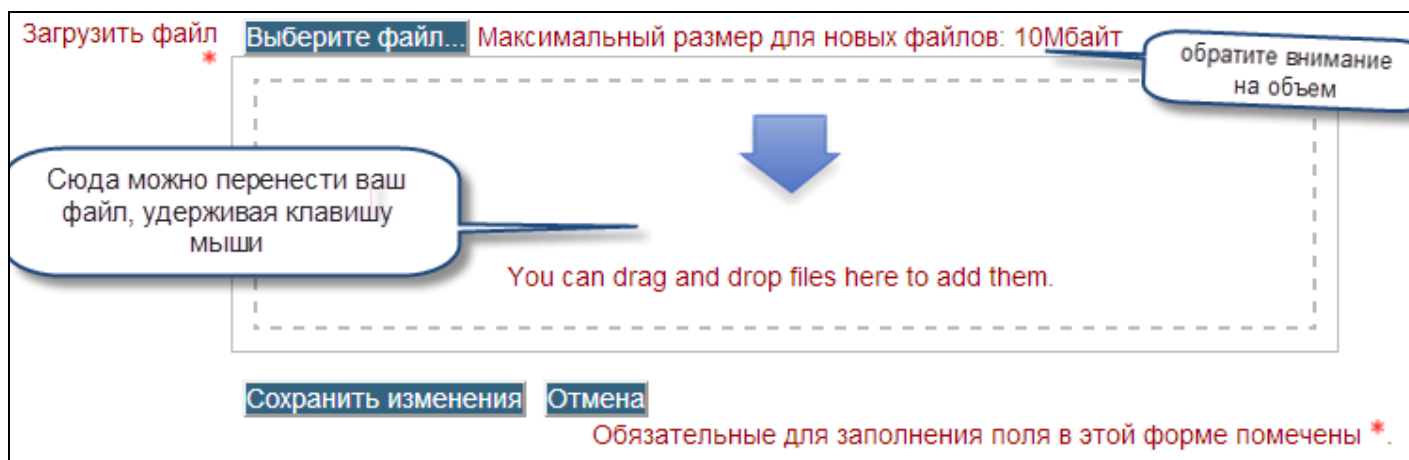 Загрузить файл Выберите файл... Максимальный размер для новых файлов: 10Мбайт
*
обратите внимание
на объем
Сюда можно перенести ваш
файл, удерживая клавишу
мыши
You can drag and drop files here to add them.
Сохранить изменения Отмена
Обязательные для заполнения поля в этой форме помечены *.